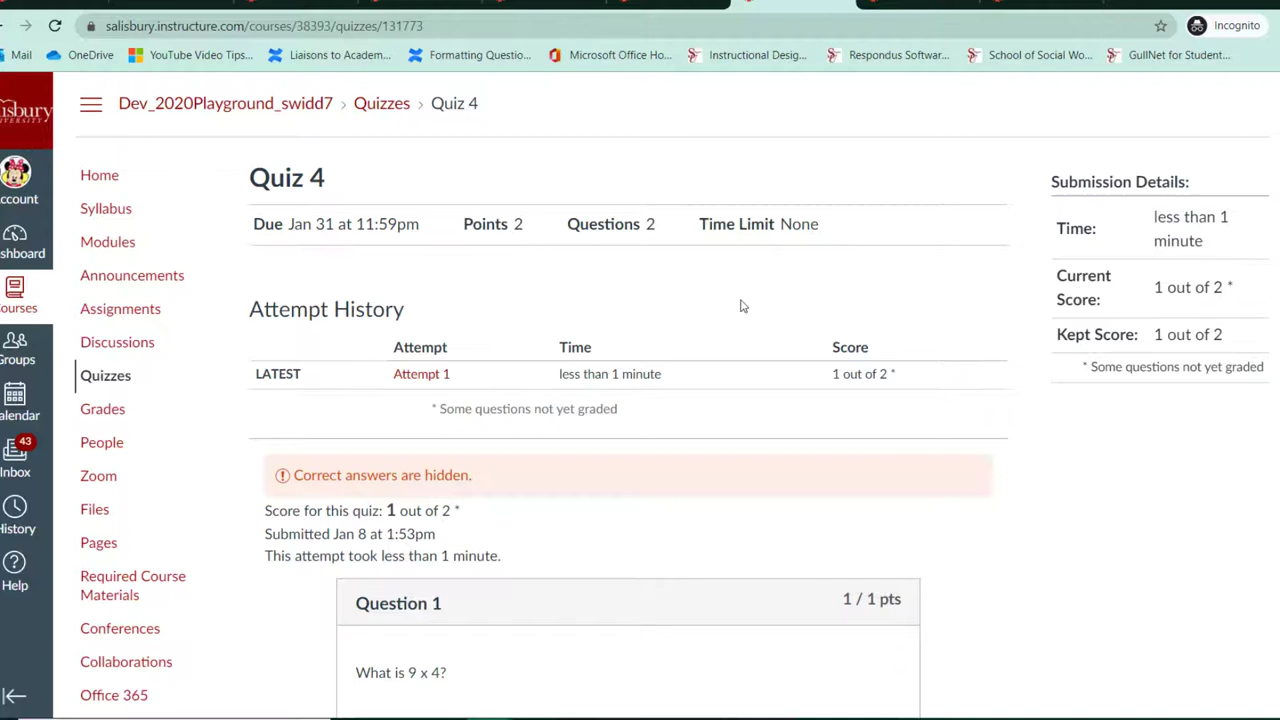 salisbury.instructure.com/courses/38393/quizzes/131773
Incognito
Mail
OneDrive
YouTube Video Tips...
Liaisons to Academ...
Formatting Questio...
Microsoft Office Ho...
Instructional Desig...
Respondus Softwar...
School of Social Wo...
GullNet for Student...
Dev_2020Playground_swidd7 › Quizzes › Quiz 4
lisbury
ccount
shboard
ourses
Groups
alendar
43
Inbox
History
Help
Home
Syllabus
Modules
Announcements
Assignments
Discussions
Quizzes
Grades
People
Zoom
Files
Pages
Required Course
Materials
Conferences
Collaborations
Office 365
Quiz 4
Due Jan 31 at 11:59pm Points 2 Questions 2 Time Limit None
Attempt History
Attempt Time Score
LATEST Attempt 1 less than 1 minute 1 out of 2 *
* Some questions not yet graded
Correct answers are hidden.
Score for this quiz: 1 out of 2 *
Submitted Jan 8 at 1:53pm
This attempt took less than 1 minute.
Question 1 1 / 1 pts
What is 9 x 4?
Submission Details:
Time: less than 1
minute
Current
Score: 1 out of 2 *
Kept Score: 1 out of 2
* Some questions not yet graded